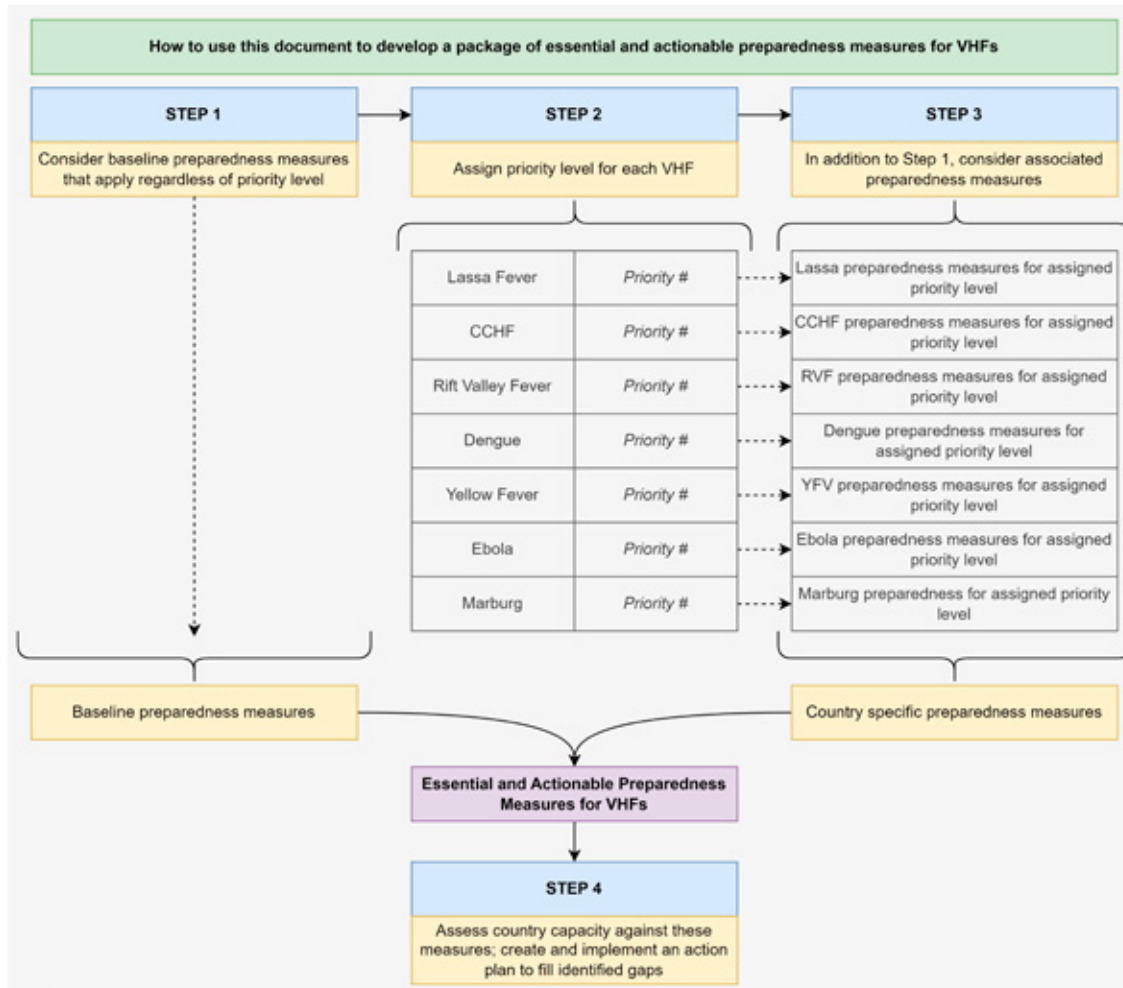 How to use this document to develop a package of essential and actionable preparedness measures for VHFs
STEP 1
Consider baseline preparedness measures
that apply regardless of priority level
STEP 2
Assign priority level for each VHF
STEP 3
In addition to Step 1, consider associated
preparedness measures
Lassa Fever
Priority #
Lassa preparedness measures for assigned
priority level
CCHF
Priority #
CCHF preparedness measures for assigned
priority level
Rift Valley Fever
Priority #
RVF preparedness measures for assigned
priority level
Dengue
Priority #
Dengue preparedness measures for
assigned priority level
Yellow Fever
Priority #
YFV preparedness measures for assigned
priority level
Ebola
Priority #
Ebola preparedness measures for assigned
priority level
Marburg
Priority #
Marburg preparedness for assigned priority
level
Baseline preparedness measures
Country specific preparedness measures
Essential and Actionable Preparedness
Measures for VHFs
STEP 4
Assess country capacity against these
measures; create and implement an action
plan to fill identified gaps